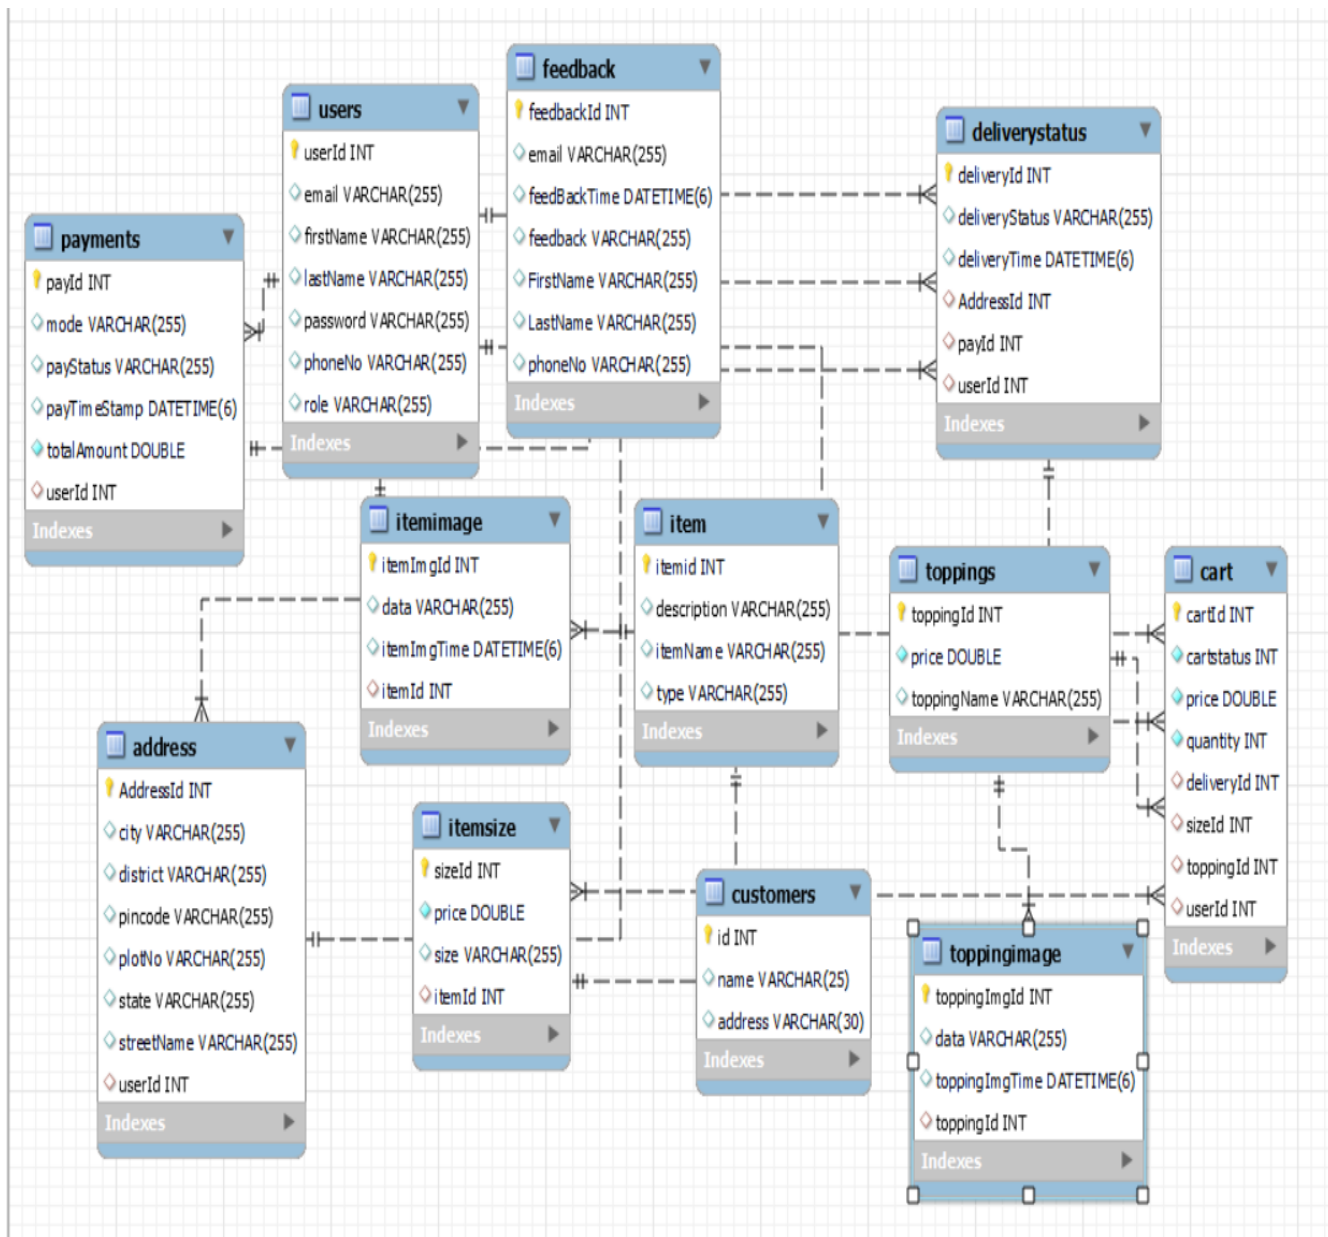 feedback
feedbackId INT
email VARCHAR(255)
feedBackTime DATETIME(6)
feedback VARCHAR(255)
FirstName VARCHAR(255)
LastName VARCHAR(255)
phoneNo VARCHAR(255)
Indexes
users
userId INT
email VARCHAR(255)
firstName VARCHAR(255)
lastName VARCHAR(255)
password VARCHAR(255)
phoneNo VARCHAR(255)
role VARCHAR(255)
Indexes
deliverystatus
deliveryId INT
deliveryStatus VARCHAR(255)
deliveryTime DATETIME(6)
AddressId INT
payId INT
userId INT
Indexes
payments
payId INT
mode VARCHAR(255)
payStatus VARCHAR(255)
payTimeStamp DATETIME(6)
totalAmount DOUBLE
userId INT
Indexes
itemimage
itemImgId INT
data VARCHAR(255)
itemImgTime DATETIME(6)
itemId INT
Indexes
item
itemid INT
description VARCHAR(255)
itemName VARCHAR(255)
type VARCHAR(255)
Indexes
toppings
toppingId INT
price DOUBLE
toppingName VARCHAR(255)
Indexes
cart
cartId INT
cartstatus INT
price DOUBLE
quantity INT
deliveryId INT
sizeId INT
toppingId INT
userId INT
Indexes
address
AddressId INT
city VARCHAR(255)
district VARCHAR(255)
pincode VARCHAR(255)
plotNo VARCHAR(255)
state VARCHAR(255)
streetName VARCHAR(255)
userId INT
Indexes
itemsize
sizeId INT
price DOUBLE
size VARCHAR(255)
itemId INT
Indexes
customers
id INT
name VARCHAR(25)
address VARCHAR(30)
Indexes
toppingimage
toppingImgId INT
data VARCHAR(255)
toppingImgTime DATETIME(6)
toppingId INT
Indexes